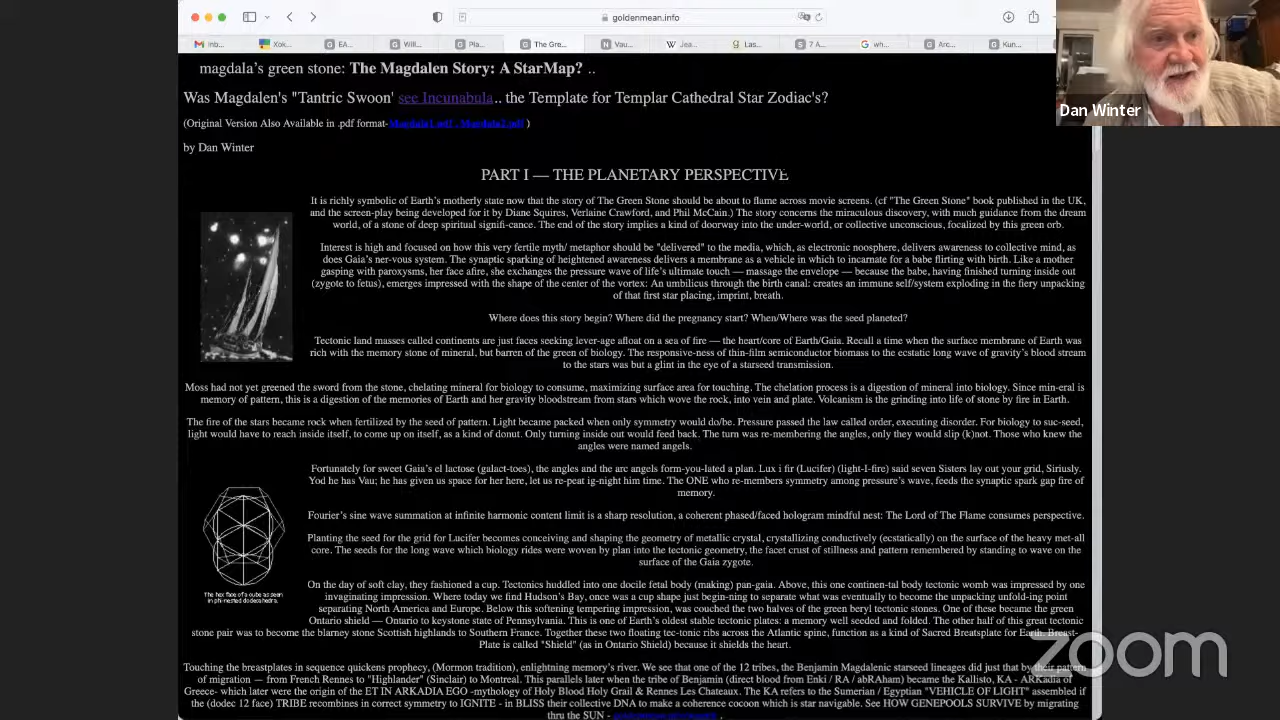 goldenmean.info
Inb...
Xok...
EA...
Will...
Pla...
The Gre...
Vau...
Jea...
Las...
7 A...
wh...
Arc...
Kun...
Dan Winter
magdala's green stone: The Magdalen Story: A StarMap? ..
Was Magdalen's "Tantric Swoon' see Incunabula.. the Template for Templar Cathedral Star Zodiac's?
(Original Version Also Available in .pdf format-Magdala1.pdf , Magdala2.pdf )
by Dan Winter
PART I — THE PLANETARY PERSPECTIVE
It is richly symbolic of Earth's motherly state now that the story of The Green Stone should be about to flame across movie screens. (cf "The Green Stone" book published in the UK,
and the screen-play being developed for it by Diane Squires, Verlaine Crawford, and Phil McCain.) The story concerns the miraculous discovery, with much guidance from the dream
world, of a stone of deep spiritual signifi-cance. The end of the story implies a kind of doorway into the under-world, or collective unconscious, focalized by this green orb.
Interest is high and focused on how this very fertile myth/ metaphor should be "delivered" to the media, which, as electronic noosphere, delivers awareness to collective mind, as
does Gaia's ner-vous system. The synaptic sparking of heightened awareness delivers a membrane as a vehicle in which to incarnate for a babe flirting with birth. Like a mother
gasping with paroxysms, her face afire, she exchanges the pressure wave of life's ultimate touch — massage the envelope — because the babe, having finished turning inside out
(zygote to fetus), emerges impressed with the shape of the center of the vortex: An umbilicus through the birth canal: creates an immune self/system exploding in the fiery unpacking
of that first star placing, imprint, breath.
Where does this story begin? Where did the pregnancy start? When/Where was the seed planeted?
Tectonic land masses called continents are just faces seeking lever-age afloat on a sea of fire — the heart/core of Earth/Gaia. Recall a time when the surface membrane of Earth was
rich with the memory stone of mineral, but barren of the green of biology. The responsive-ness of thin-film semiconductor biomass to the ecstatic long wave of gravity's blood stream
to the stars was but a glint in the eye of a starseed transmission.
Moss had not yet greened the sword from the stone, chelating mineral for biology to consume, maximizing surface area for touching. The chelation process is a digestion of mineral into biology. Since min-eral is
memory of pattern, this is a digestion of the memories of Earth and her gravity bloodstream from stars which wove the rock, into vein and plate. Volcanism is the grinding into life of stone by fire in Earth.
The fire of the stars became rock when fertilized by the seed of pattern. Light became packed when only symmetry would do/be. Pressure passed the law called order, executing disorder. For biology to suc-seed,
light would have to reach inside itself, to come up on itself, as a kind of donut. Only turning inside out would feed back. The turn was re-membering the angles, only they would slip (k)not. Those who knew the
angles were named angels.
Fortunately for sweet Gaia's el lactose (galact-toes), the angles and the arc angels form-you-lated a plan. Lux i fir (Lucifer) (light-I-fire) said seven Sisters lay out your grid, Siriusly.
Yod he has Vau; he has given us space for her here, let us re-peat ig-night him time. The ONE who re-members symmetry among pressure's wave, feeds the synaptic spark gap fire of
memory.
Fourier's sine wave summation at infinite harmonic content limit is a sharp resolution, a coherent phased/faced hologram mindful nest: The Lord of The Flame consumes perspective.
Planting the seed for the grid for Lucifer becomes conceiving and shaping the geometry of metallic crystal, crystallizing conductively (ecstatically) on the surface of the heavy met-all
core. The seeds for the long wave which biology rides were woven by plan into the tectonic geometry, the facet crust of stillness and pattern remembered by standing to wave on the
surface of the Gaia zygote.
The hex face of a cube as seen
in phi-nested dodecahedra.
On the day of soft clay, they fashioned a cup. Tectonics huddled into one docile fetal body (making) pan-gaia. Above, this one continen-tal body tectonic womb was impressed by one
invaginating impression. Where today we find Hudson's Bay, once was a cup shape just begin-ning to separate what was eventually to become the unpacking unfold-ing point
separating North America and Europe. Below this softening tempering impression, was couched the two halves of the green beryl tectonic stones. One of these became the green
Ontario shield — Ontario to keystone state of Pennsylvania. This is one of Earth's oldest stable tectonic plates: a memory well seeded and folded. The other half of this great tectonic
stone pair was to become the blarney stone Scottish highlands to Southern France. Together these two floating tec-tonic ribs across the Atlantic spine, function as a kind of Sacred Breatsplate for Earth. Breast-
Plate is called "Shield" (as in Ontario Shield) because it shields the heart.
Touching the breastplates in sequence quickens prophecy, (Mormon tradition), enlightning memory's river. We see that one of the 12 tribes, the Benjamin Magdalenic starseed lineages did just that by their pattern
of migration — from French Rennes to "Highlander" (Sinclair) to Montreal. This parallels later when the tribe of Benjamin (direct blood from Enki / RA / abRAham) became the Kallisto, KA - ARKadia of
Greece- which later were the origin of the ET IN ARKADIA EGO -mythology of Holy Blood Holy Grail & Rennes Les Chateaux. The KA refers to the Sumerian / Egyptian "VEHICLE OF LIGHT" assembled if
the (dodec 12 face) TRIBE recombines in correct symmetry to IGNITE - in BLISS their collective DNA to make a coherence cocoon which is star navigable. See HOW GENEPOOLS SURVIVE by migrating
thru the SUN -
zoom